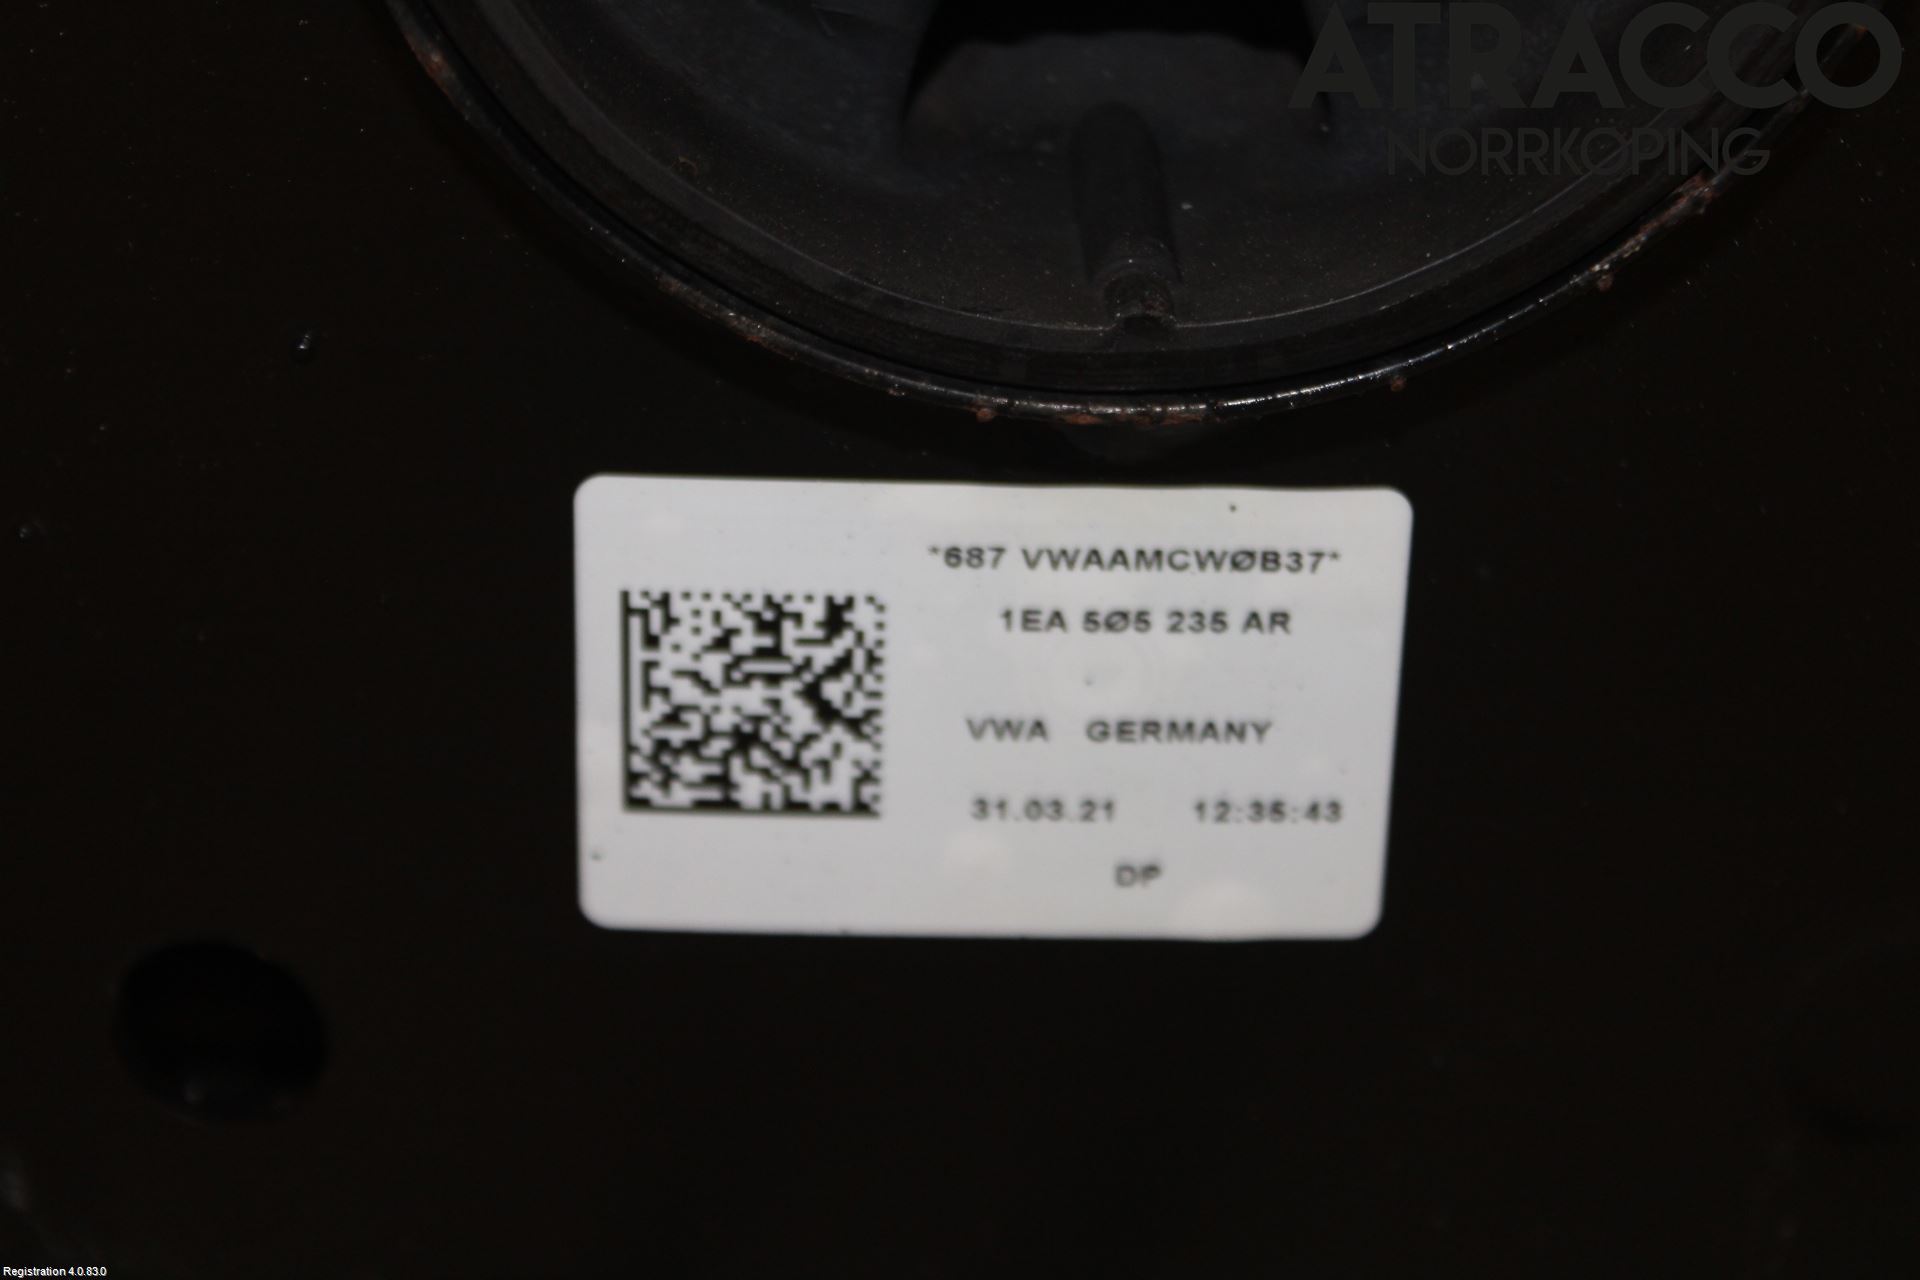 ATRACCO
NORRKÖPING
*687 VWAAMCWØB37*
1EA 5Ø5 235 AR
VWA GERMANY
31.03.21 12:35:43
DP
Registration 4.0.83.0